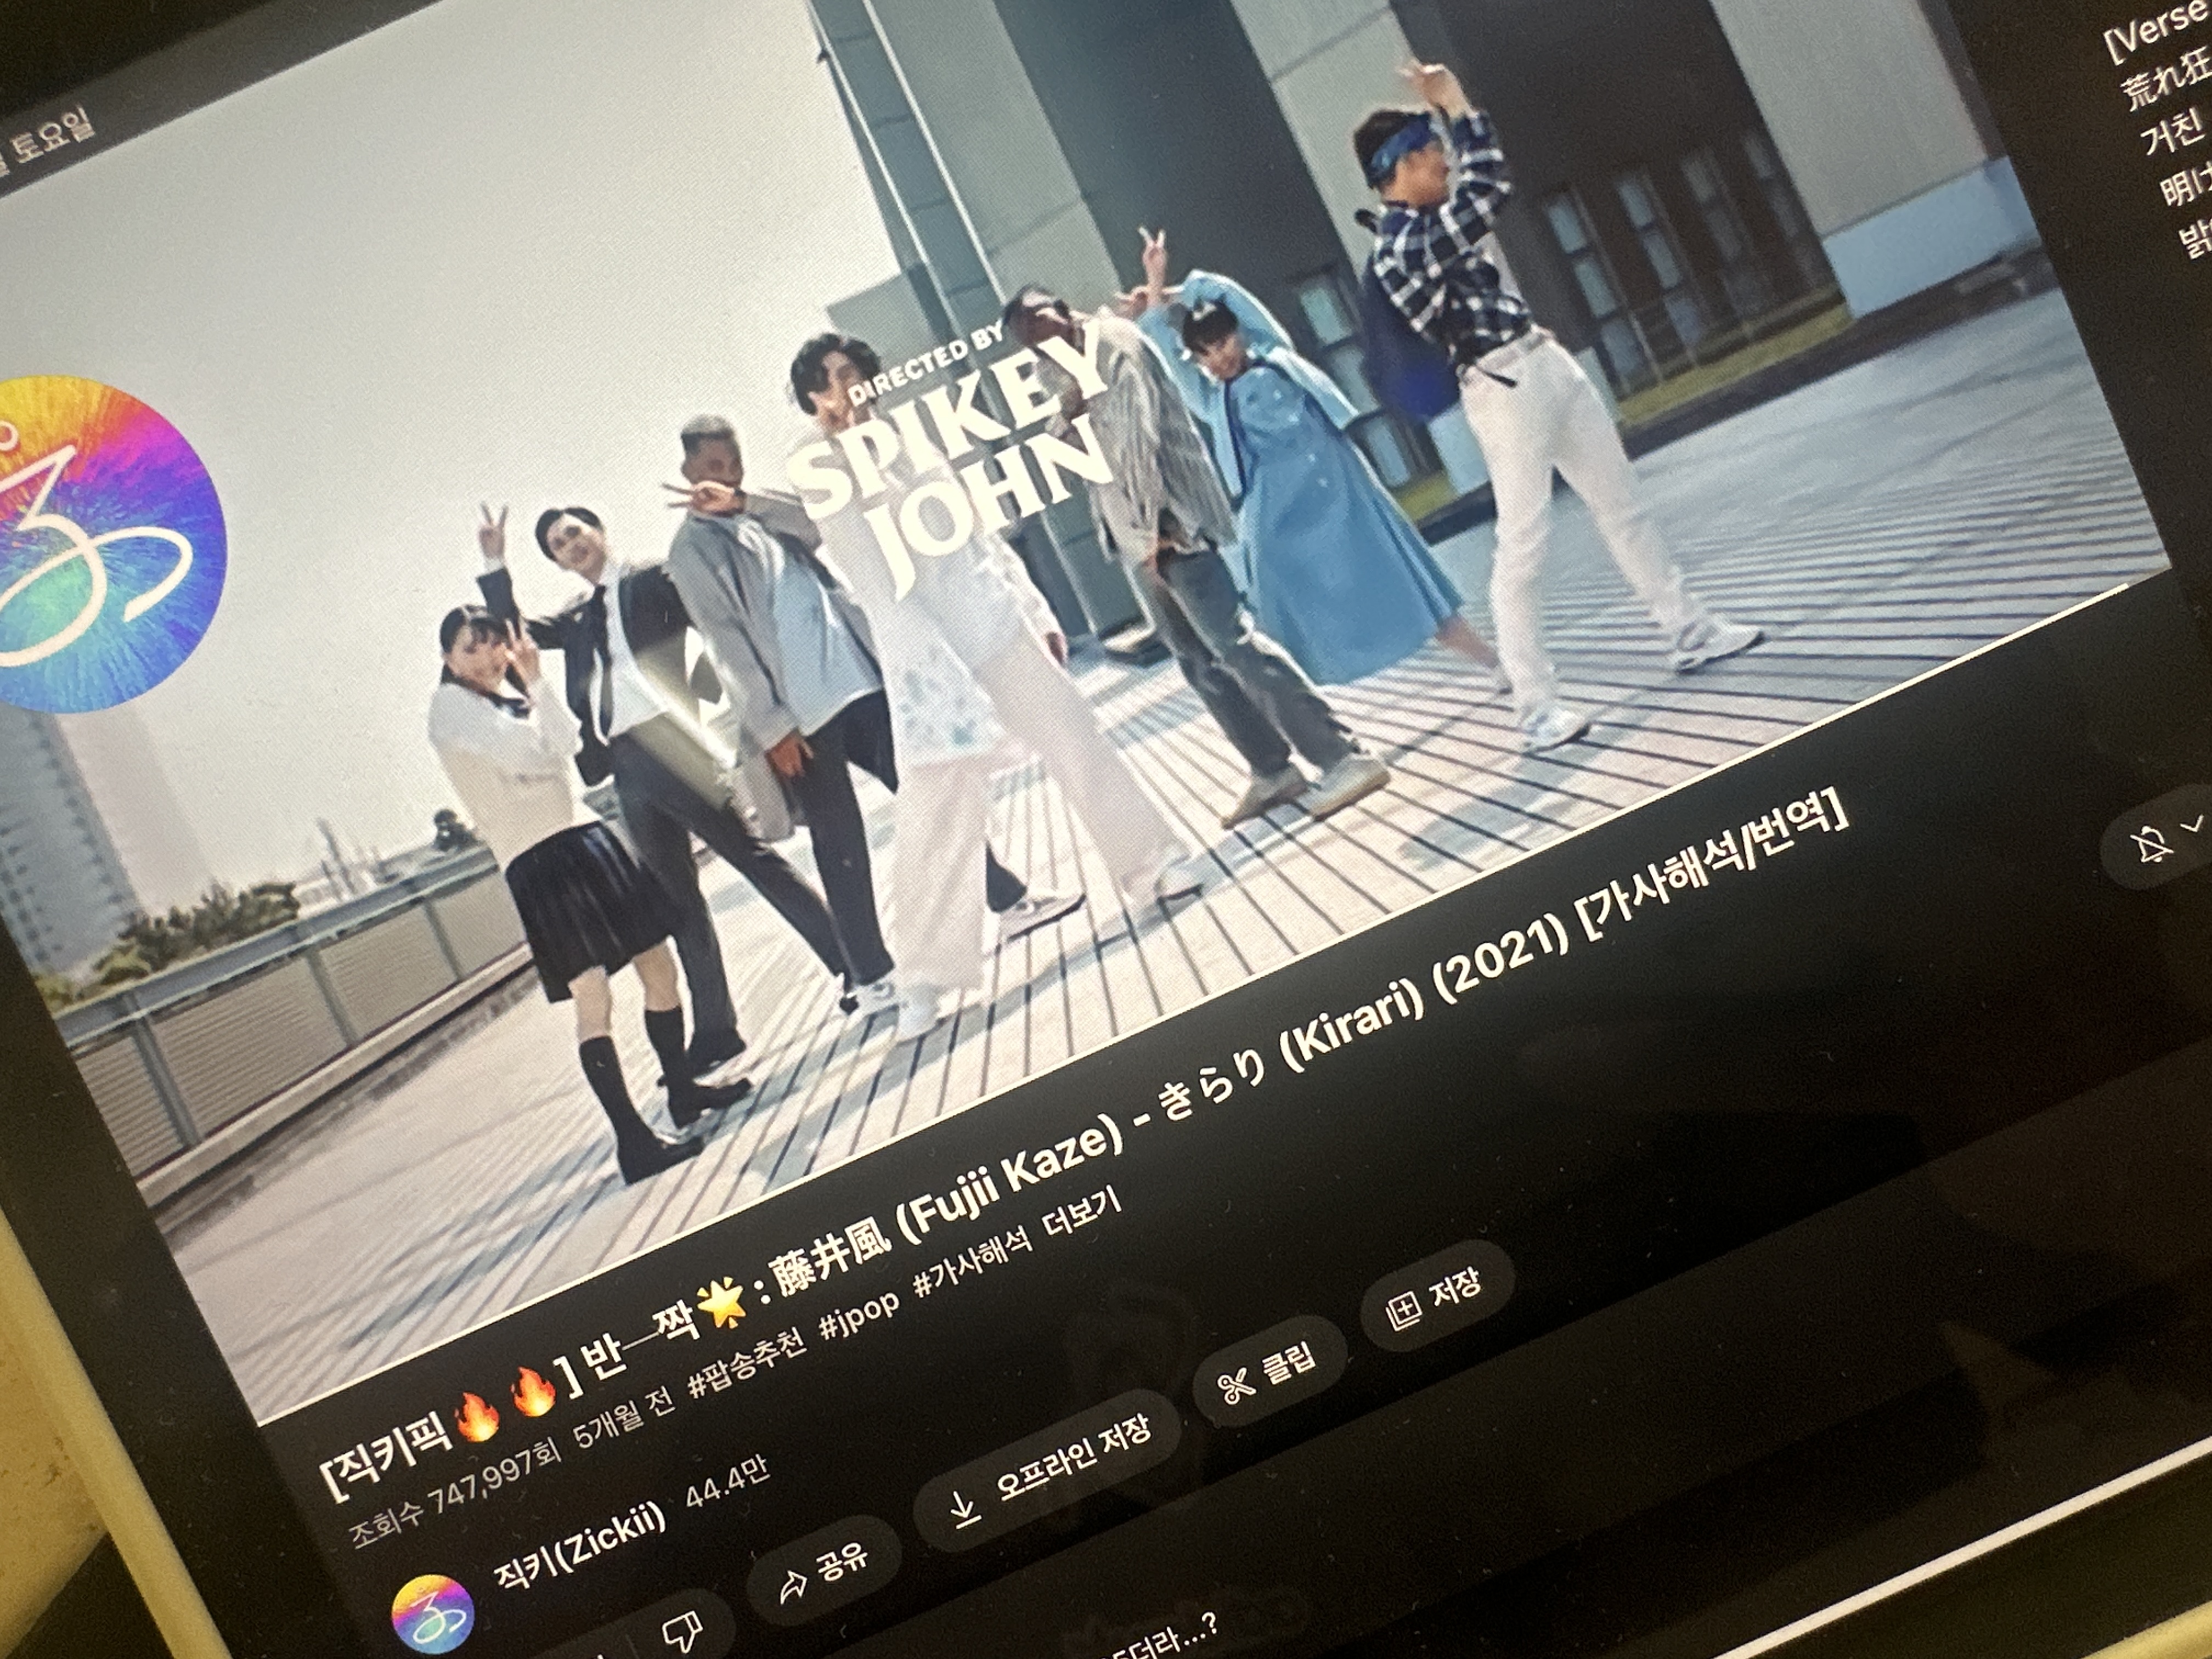 토요일
[Verse
荒れ狂
거친
明け
밝
DIRECTED BY
SPIKEY
JOHN
[직키픽🔥🔥] 반—짝🌟 : 藤井風 (Fujii Kaze) - きらり (Kirari) (2021) [가사해석/번역]
조회수 747,997회 5개월 전 #팝송추천 #jpop #가사해석 더보기
직키(Zickii) 44.4만
공유 오프라인 저장 클립 저장
더라...?